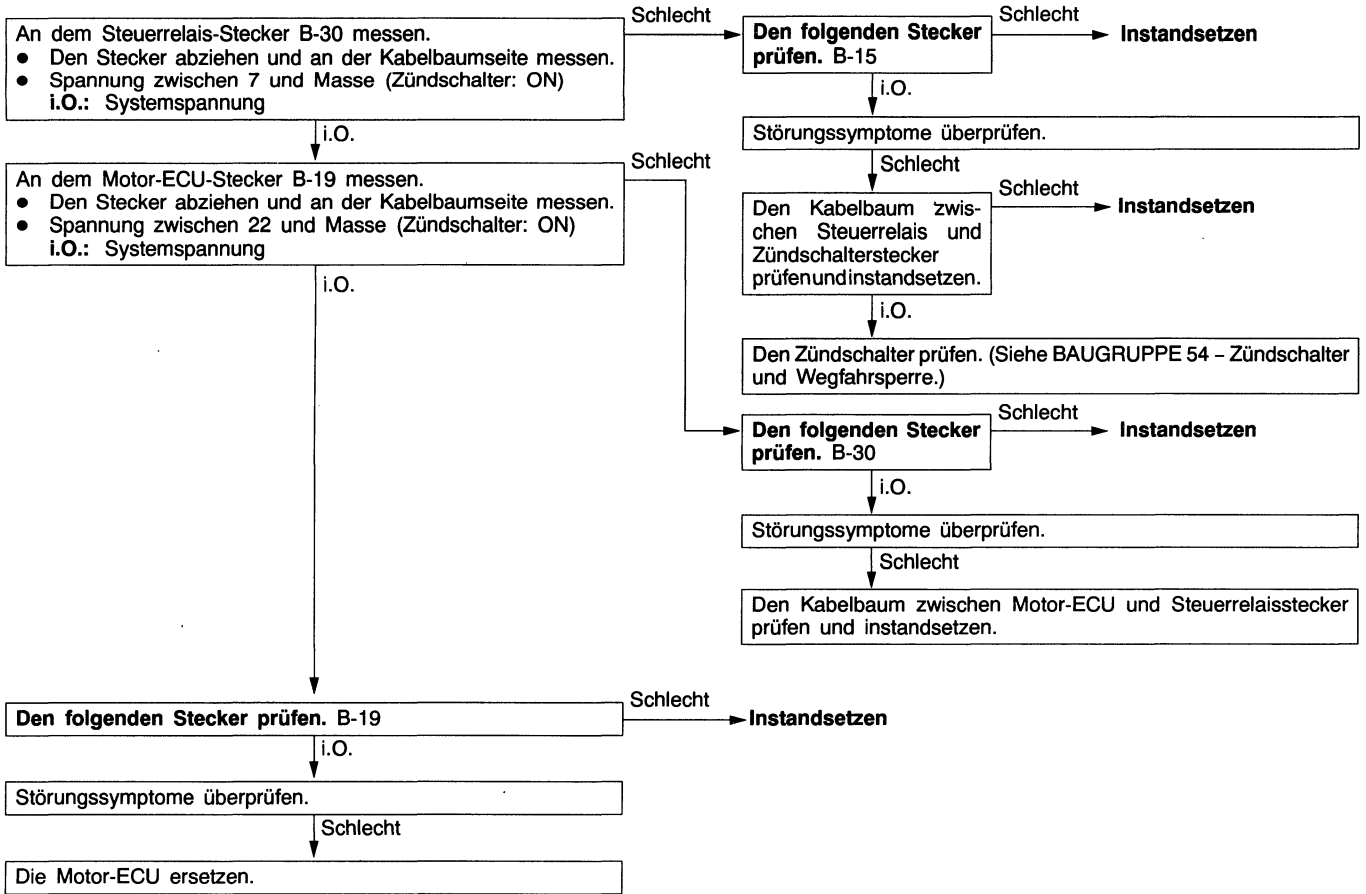 An dem Steuerrelais-Stecker B-30 messen.
● Den Stecker abziehen und an der Kabelbaumseite messen.
● Spannung zwischen 7 und Masse (Zündschalter: ON)
i.O.: Systemspannung
Schlecht
Den folgenden Stecker
prüfen. B-15
Schlecht
Instandsetzen
i.O.
Störungssymptome überprüfen.
Schlecht
Den Kabelbaum zwis-
chen Steuerrelais und
Zündschalterstecker
prüfenundinstandsetzen.
Schlecht
Instandsetzen
i.O.
Den Zündschalter prüfen. (Siehe BAUGRUPPE 54 – Zündschalter
und Wegfahrsperre.)
i.O.
An dem Motor-ECU-Stecker B-19 messen.
● Den Stecker abziehen und an der Kabelbaumseite messen.
● Spannung zwischen 22 und Masse (Zündschalter: ON)
i.O.: Systemspannung
Schlecht
Den folgenden Stecker
prüfen. B-30
Schlecht
Instandsetzen
i.O.
Störungssymptome überprüfen.
Schlecht
Den Kabelbaum zwischen Motor-ECU und Steuerrelaisstecker
prüfen und instandsetzen.
i.O.
Den folgenden Stecker prüfen. B-19
Schlecht
Instandsetzen
i.O.
Störungssymptome überprüfen.
Schlecht
Die Motor-ECU ersetzen.